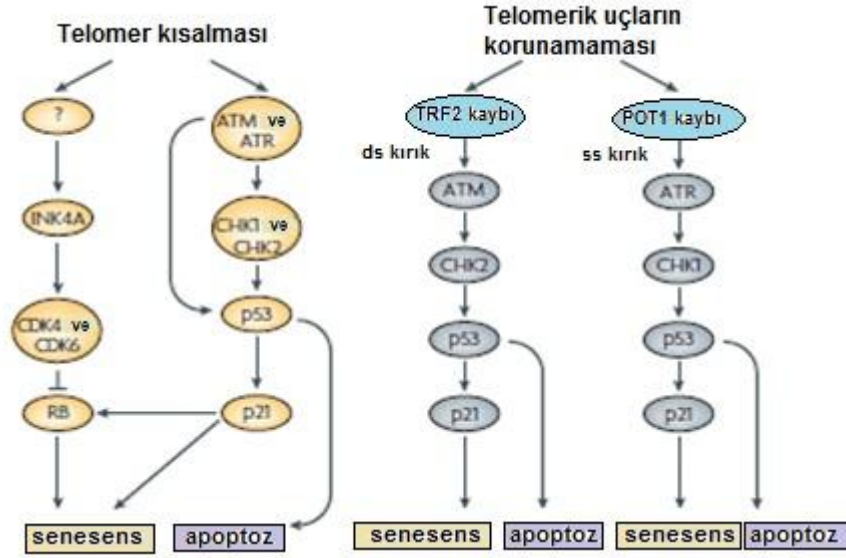 Telomer kısalması
?
ATM ve
ATR
INK4A
CHK1 ve
CHK2
CDK4 ve
CDK6
p53
RB
p21
senesens
apoptoz
Telomerik uçların
korunamaması
TRF2 kaybı
POT1 kaybı
ds kırık
ss kırık
ATM
ATR
CHK2
CHK1
p53
p53
p21
p21
senesens
apoptoz
senesens
apoptoz